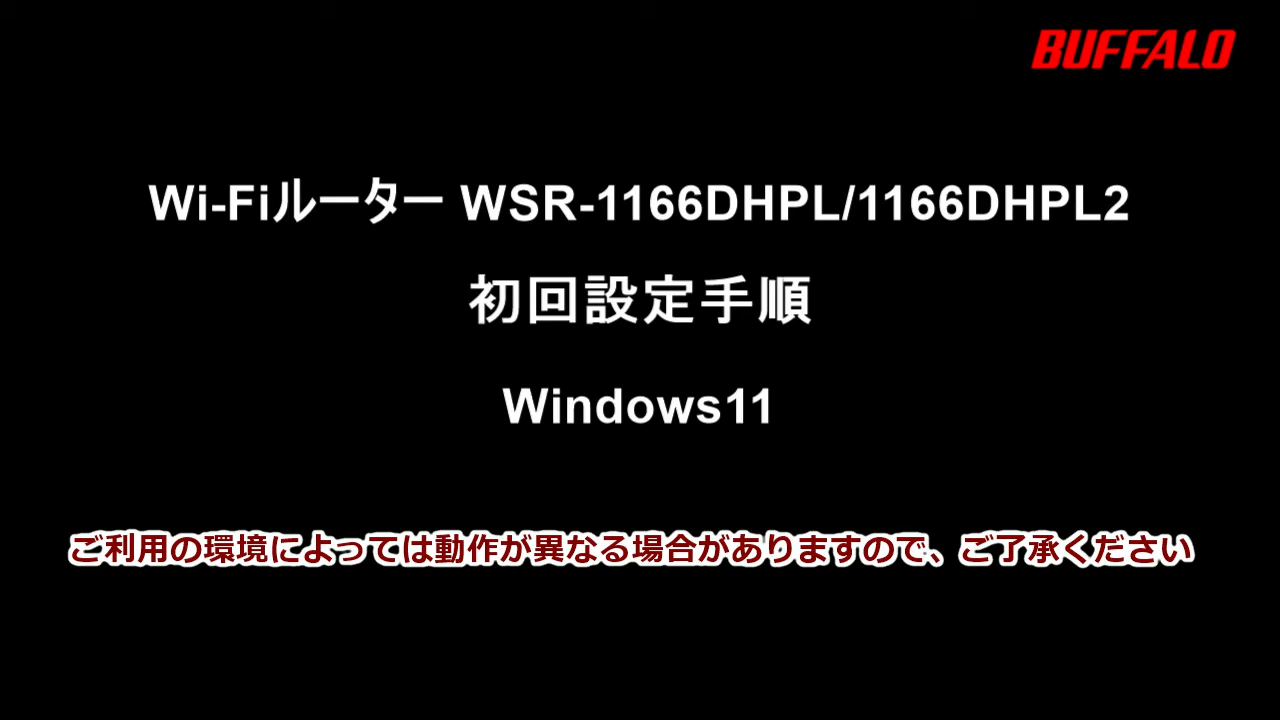 BUFFALO
Wi-Fiルーター WSR-1166DHPL/1166DHPL2
初回設定手順
Windows11
ご利用の環境によっては動作が異なる場合がありますので、ご了承ください